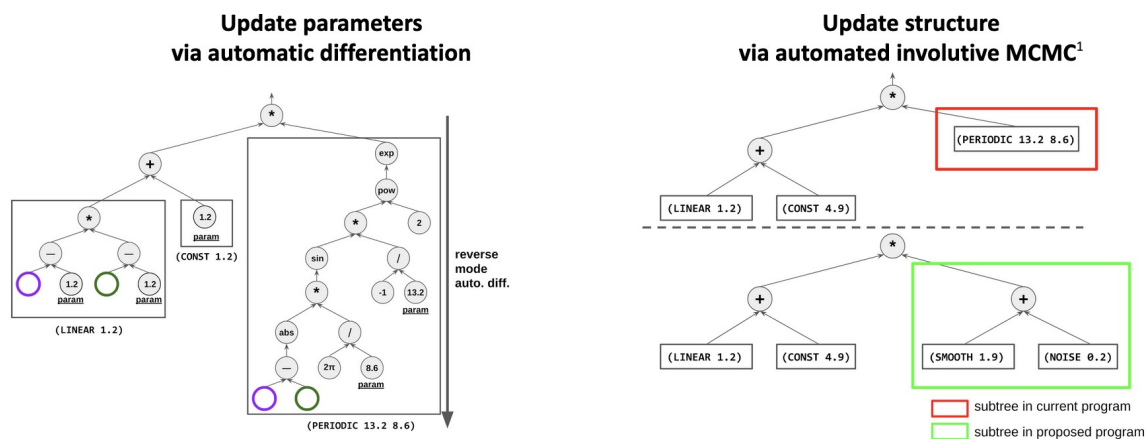 Update parameters
via automatic differentiation
*
+
exp
pow
*
1.2
param
(CONST 1.2)
*
2
—
—
sin
/
1.2
param
1.2
param
(LINEAR 1.2)
*
-1
13.2
param
abs
/
—
2π
8.6
param
(PERIODIC 13.2 8.6)
reverse
mode
auto. diff.
Update structure
via automated involutive MCMC1
*
(PERIODIC 13.2 8.6)
+
(LINEAR 1.2)
(CONST 4.9)
*
+
+
(LINEAR 1.2)
(CONST 4.9)
(SMOOTH 1.9)
(NOISE 0.2)
subtree in current program
subtree in proposed program